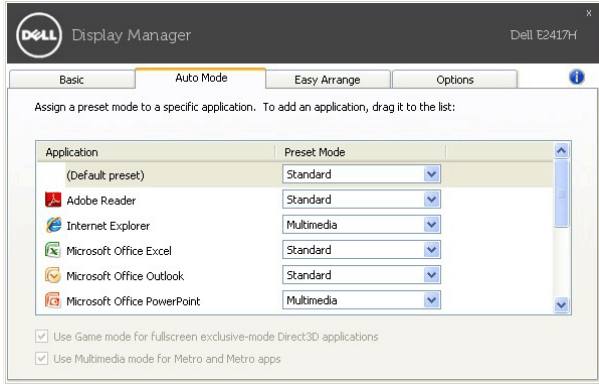 DELL Display Manager
x
Dell E2417H
Basic Auto Mode Easy Arrange Options i
Assign a preset mode to a specific application. To add an application, drag it to the list:
Application Preset Mode
(Default preset) Standard
Adobe Reader Standard
Internet Explorer Multimedia
Microsoft Office Excel Standard
Microsoft Office Outlook Standard
Microsoft Office PowerPoint Multimedia
Use Game mode for fullscreen exclusive-mode Direct3D applications
Use Multimedia mode for Metro and Metro apps